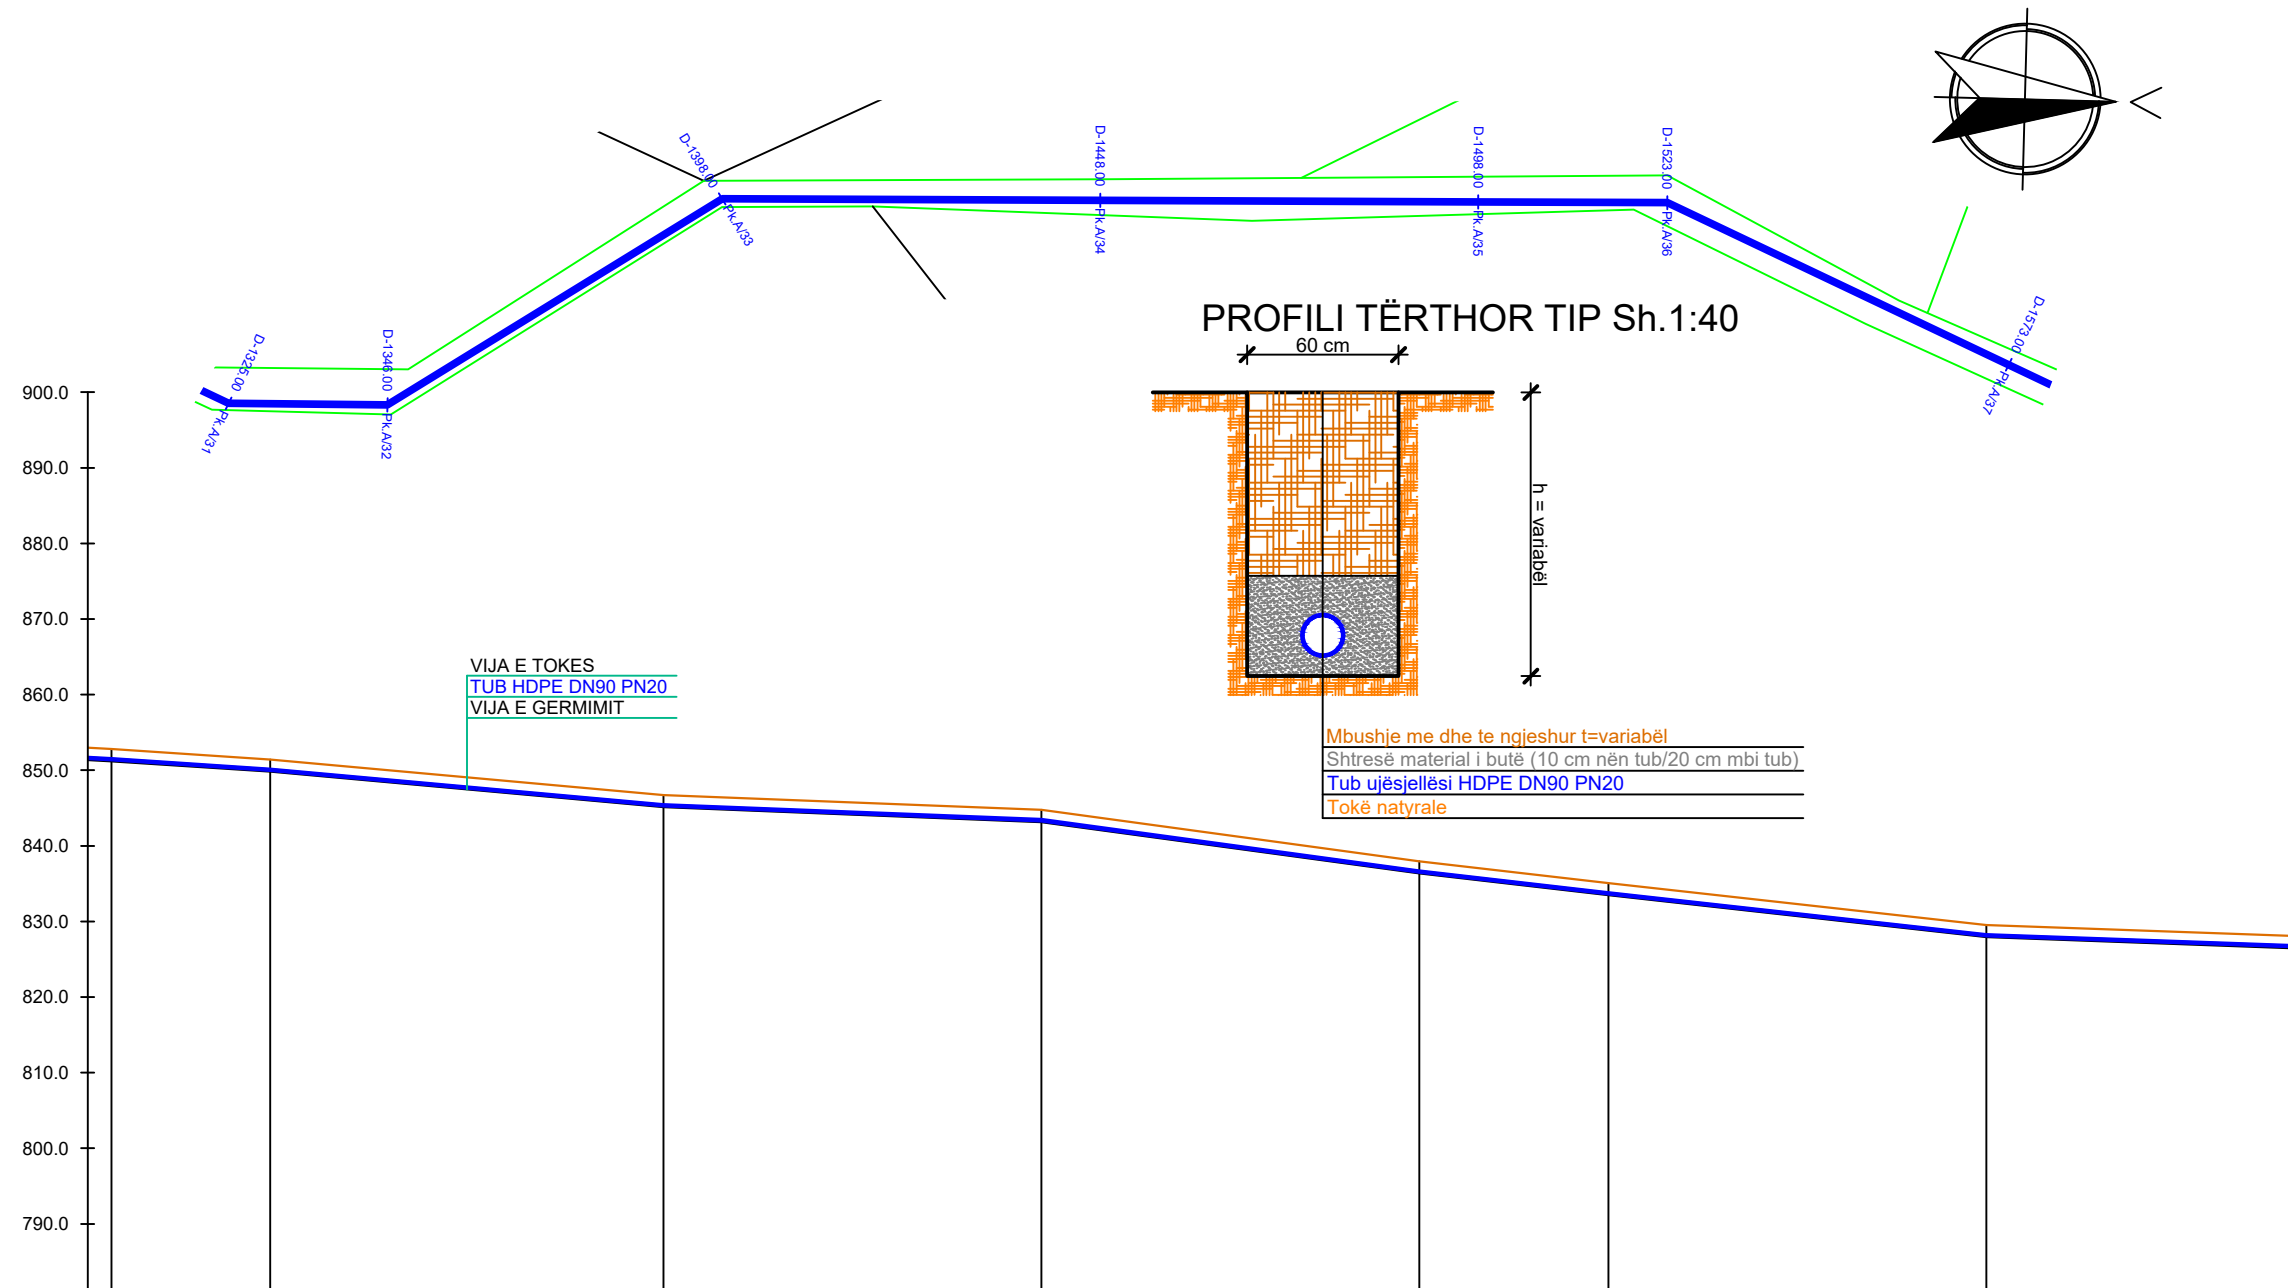 D-1325.00
Pk.A/31
D-1346.00
Pk.A/32
D-1398.00
Pk.A/33
D-1448.00
Pk.A/34
D-1498.00
Pk.A/35
D-1523.00
Pk.A/36
D-1573.00
Pk.A/37
PROFILI TËRTHOR TIP Sh.1:40
60 cm
h = variabël
Mbushje me dhe te ngjeshur t=variabël
Shtresë material i butë (10 cm nën tub/20 cm mbi tub)
Tub ujësjellësi HDPE DN90 PN20
Tokë natyrale
VIJA E TOKES
TUB HDPE DN90 PN20
VIJA E GERMIMIT
900.0
890.0
880.0
870.0
860.0
850.0
840.0
830.0
820.0
810.0
800.0
790.0